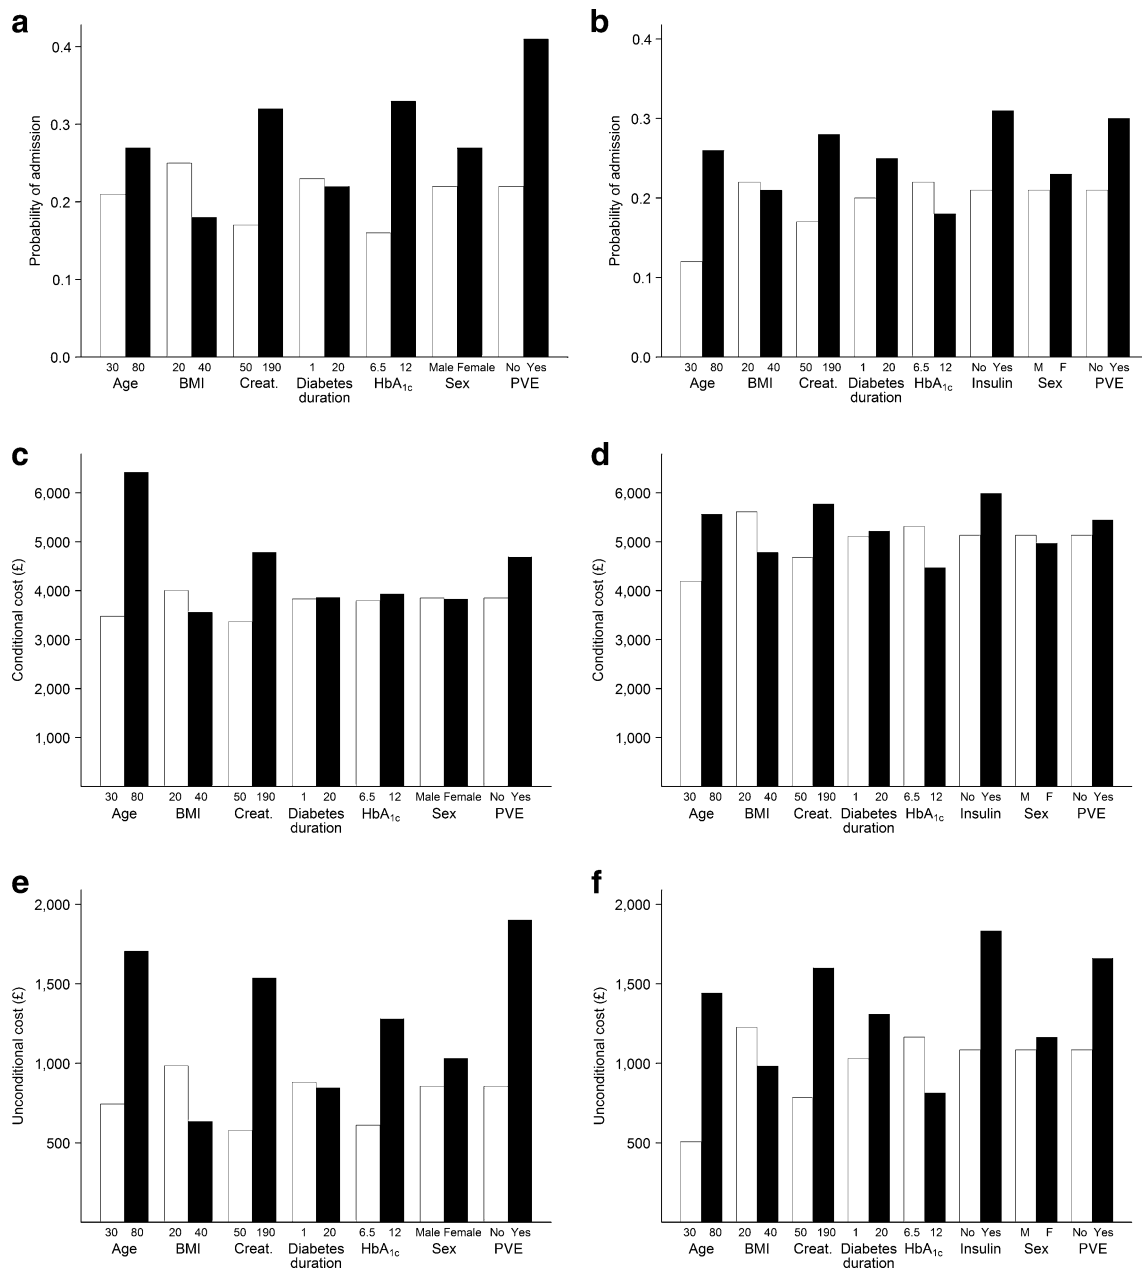 a
0.4
0.3
0.2
0.1
0.0
Probability of admission
30 80 20 40 50 190 1 20 6.5 12 Male Female No Yes
Age BMI Creat. Diabetes HbA1c Sex PVE
duration
b
0.4
0.3
0.2
0.1
0.0
Probability of admission
30 80 20 40 50 190 1 20 6.5 12 No Yes M F No Yes
Age BMI Creat. Diabetes HbA1c Insulin Sex PVE
duration
c
6,000
5,000
4,000
3,000
2,000
1,000
Conditional cost (£)
30 80 20 40 50 190 1 20 6.5 12 Male Female No Yes
Age BMI Creat. Diabetes HbA1c Sex PVE
duration
d
6,000
5,000
4,000
3,000
2,000
1,000
Conditional cost (£)
30 80 20 40 50 190 1 20 6.5 12 No Yes M F No Yes
Age BMI Creat. Diabetes HbA1c Insulin Sex PVE
duration
e
2,000
1,500
1,000
500
Unconditional cost (£)
30 80 20 40 50 190 1 20 6.5 12 Male Female No Yes
Age BMI Creat. Diabetes HbA1c Sex PVE
duration
f
2,000
1,500
1,000
500
Unconditional cost (£)
30 80 20 40 50 190 1 20 6.5 12 No Yes M F No Yes
Age BMI Creat. Diabetes HbA1c Insulin Sex PVE
duration